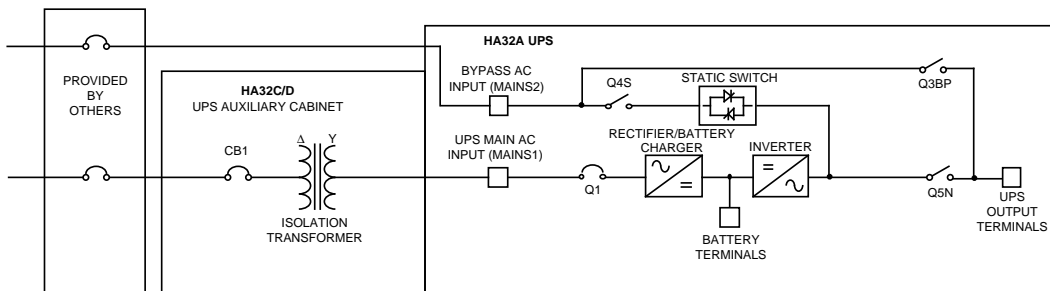 HA32A UPS
PROVIDED
BY
OTHERS
HA32C/D
UPS AUXILIARY CABINET
CB1
Δ Y
ISOLATION
TRANSFORMER
BYPASS AC
INPUT (MAINS2)
UPS MAIN AC
INPUT (MAINS1)
Q4S
STATIC SWITCH
Q3BP
Q1
RECTIFIER/BATTERY
CHARGER
INVERTER
BATTERY
TERMINALS
Q5N
UPS
OUTPUT
TERMINALS